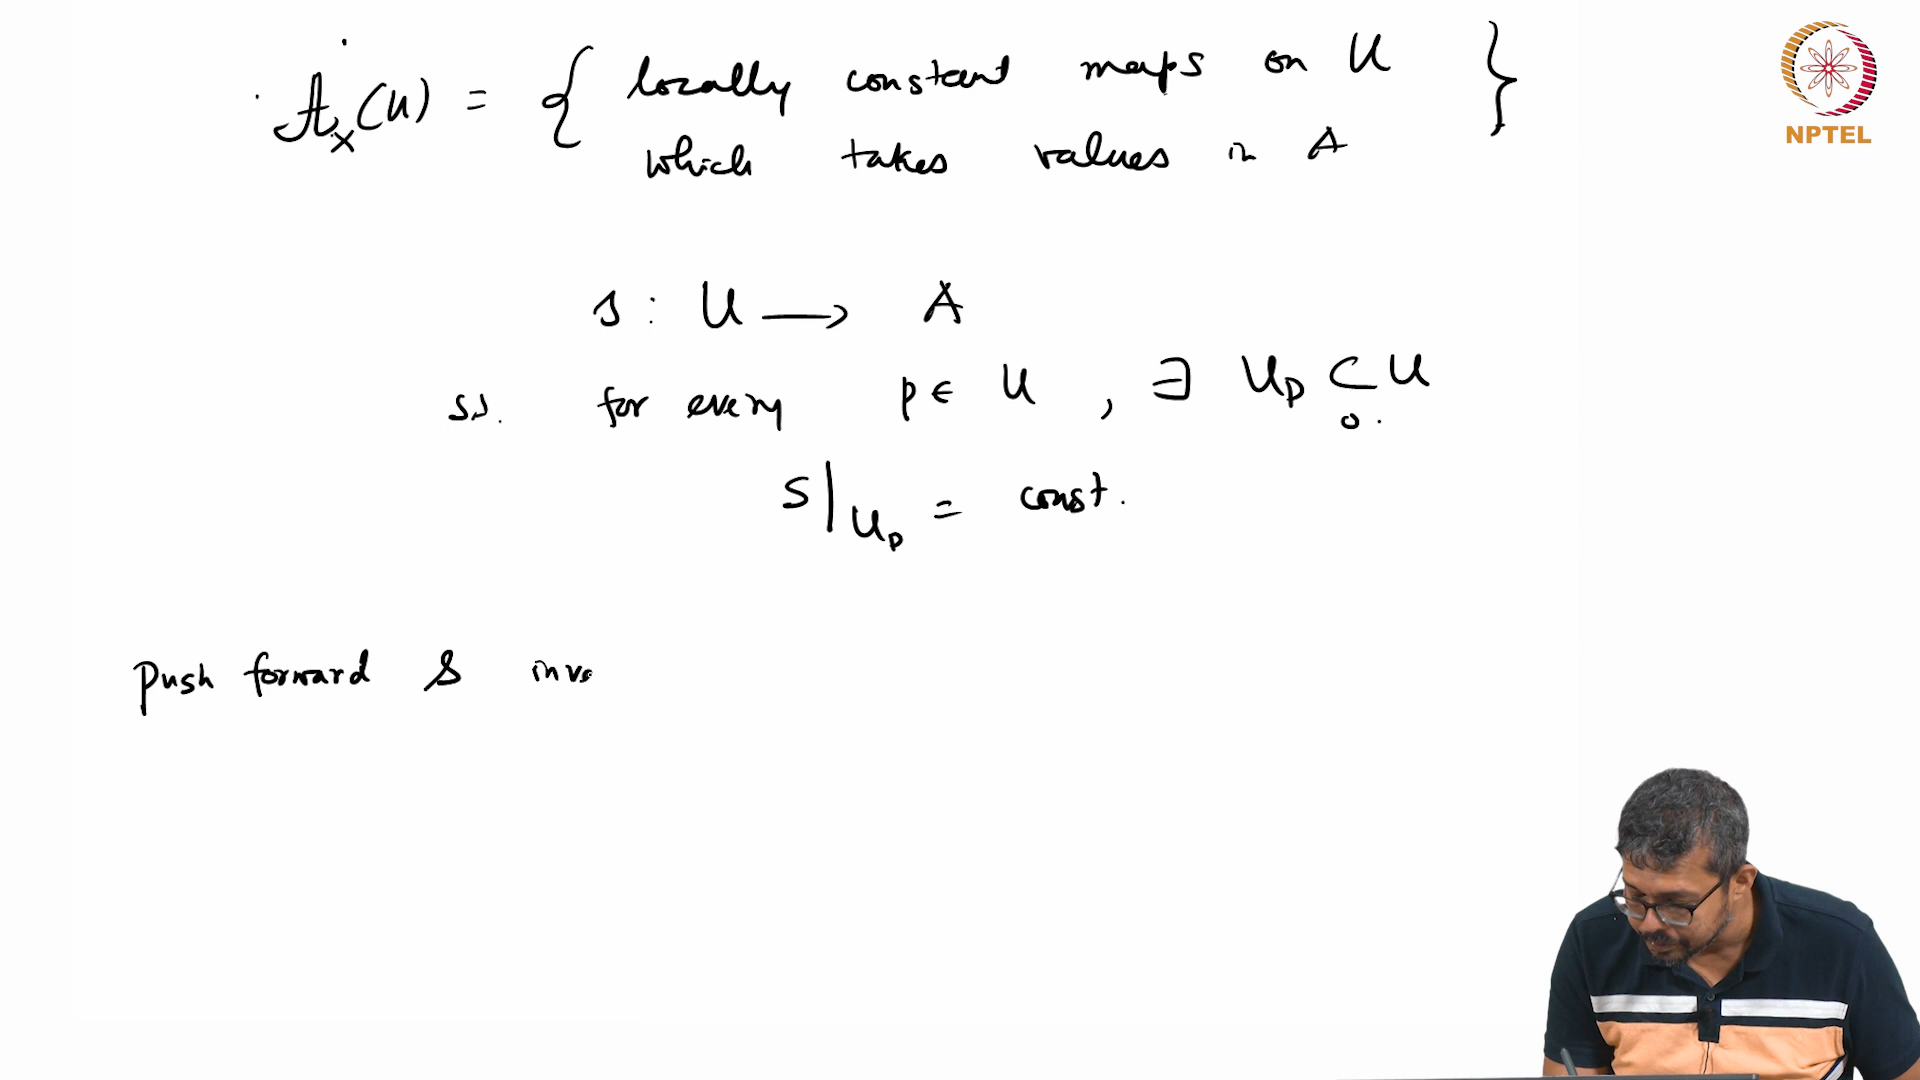 A_X(U) = { locally constant maps on U }
which takes values in A
NPTEL
s : U ⟶ A
s.t. for every p ∈ U , ∃ U_p ⊂ U
o.
S|_{U_p} = const.
Push forward & inve